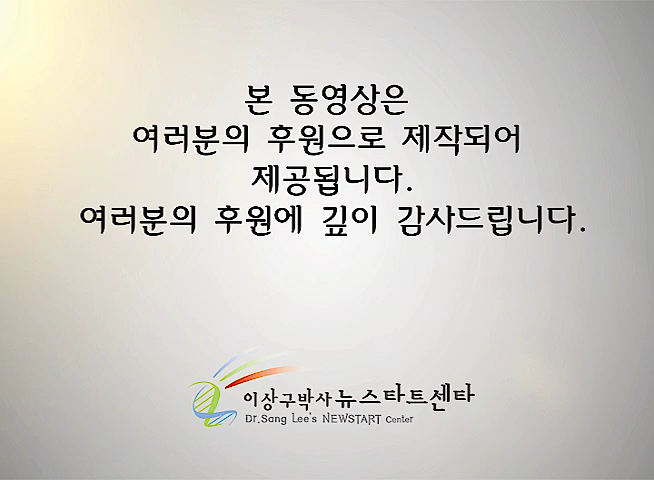 본 동영상은
여러분의 후원으로 제작되어
제공됩니다.
여러분의 후원에 깊이 감사드립니다.
이상구박사 뉴스타트센타
Dr.Sang Lee's NEWSTART Center